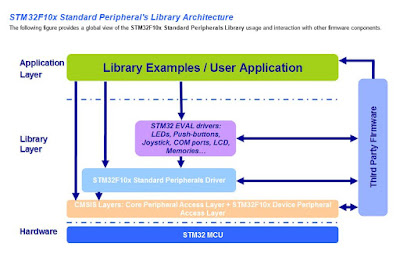 STM32F10x Standard Peripheral's Library Architecture
The following figure provides a global view of the STM32F10x Standard Peripherals Library usage and interaction with other firmware components.
Application
Layer
Library Examples / User Application
Library
Layer
STM32 EVAL drivers:
LEDs, Push-buttons,
Joystick, COM ports, LCD,
Memories...
STM32F10x Standard Peripherals Driver
CMSIS Layers: Core Peripheral Access Layer + STM32F10x Device Peripheral
Access Layer
Third Party Firmware
Hardware
STM32 MCU